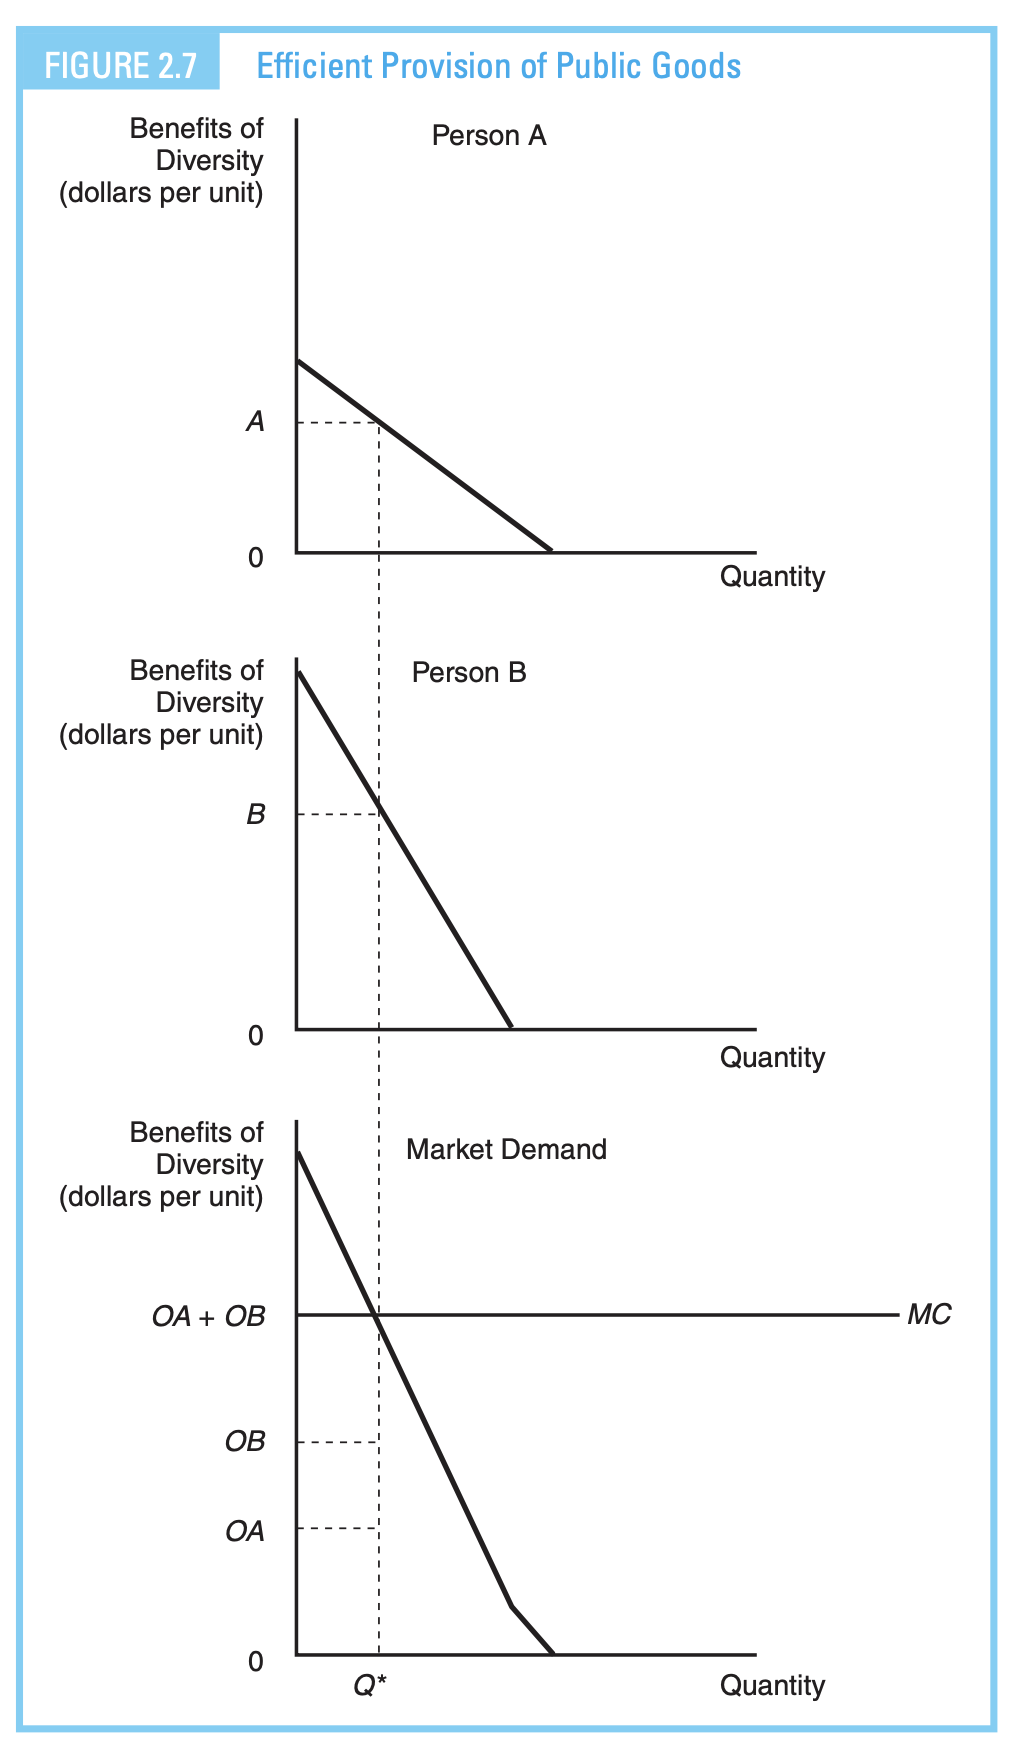 FIGURE 2.7
Efficient Provision of Public Goods
Benefits of
Diversity
(dollars per unit)
Person A
A
0
Quantity
Benefits of
Diversity
(dollars per unit)
Person B
B
0
Quantity
Benefits of
Diversity
(dollars per unit)
Market Demand
OA + OB
MC
OB
OA
0
Q*
Quantity